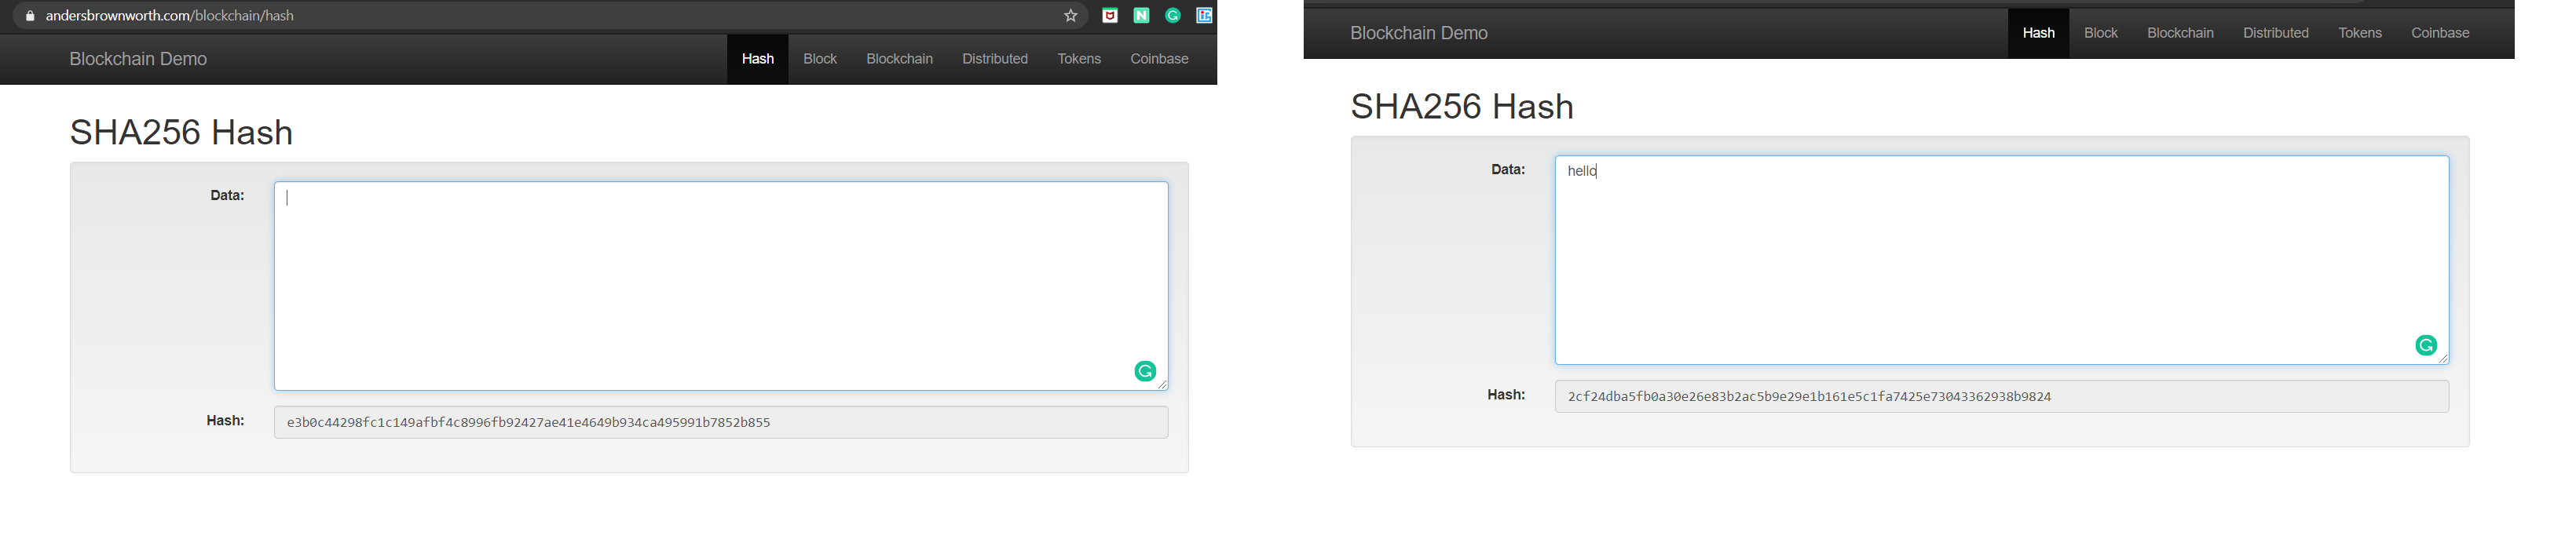 andersbrownworth.com/blockchain/hash
Blockchain Demo Hash Block Blockchain Distributed Tokens Coinbase
SHA256 Hash
Data:
Hash: e3b0c44298fc1c149afbf4c8996fb92427ae41e4649b934ca495991b7852b855
Blockchain Demo Hash Block Blockchain Distributed Tokens Coinbase
SHA256 Hash
Data: hello
Hash: 2cf24dba5fb0a30e26e83b2ac5b9e29e1b161e5c1fa7425e73043362938b9824